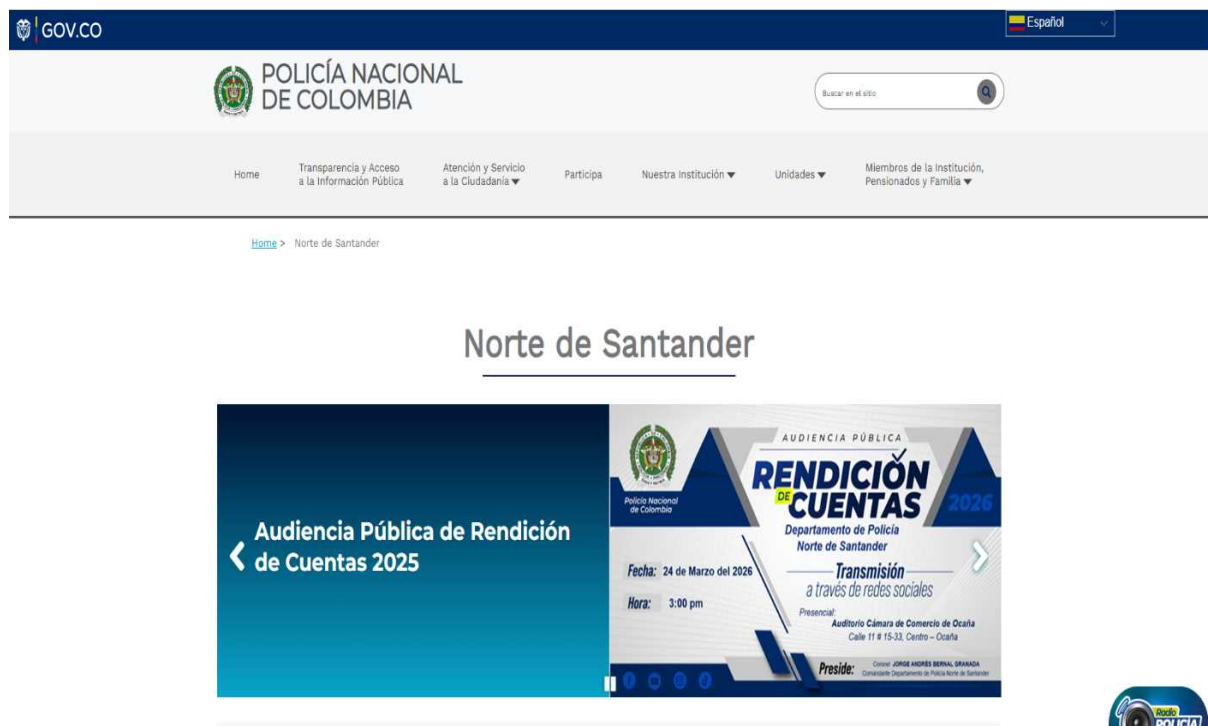 GOV.CO
Español
POLICÍA NACIONAL
DE COLOMBIA
Buscar en el sitio
Home
Transparencia y Acceso
a la Información Pública
Atención y Servicio
a la Ciudadanía
Participa
Nuestra Institución
Unidades
Miembros de la Institución,
Pensionados y Familia
Home > Norte de Santander
Norte de Santander
Audiencia Pública de Rendición
de Cuentas 2025
Policía Nacional
de Colombia
AUDIENCIA PÚBLICA
RENDICIÓN
DE CUENTAS
2026
Departamento de Policía
Norte de Santander
Fecha: 24 de Marzo del 2026
Hora: 3:00 pm
Transmisión
a través de redes sociales
Presencial:
Auditorio Cámara de Comercio de Ocaña
Calle 11 # 15-33, Centro – Ocaña
Preside: Coronel JORGE ANDRÉS BERNAL GRANADA
Comandante Departamento de Policía Norte de Santander
Radio
POLICÍA